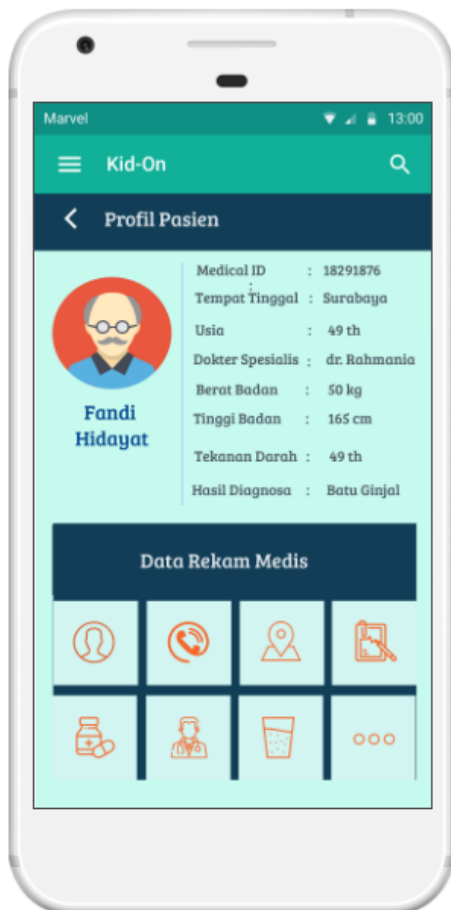 Marvel 13:00
Kid-On
Profil Pasien
Medical ID : 18291876
:
Tempat Tinggal : Surabaya
Usia : 49 th
Dokter Spesialis : dr. Rahmania
Berat Badan : 50 kg
Tinggi Badan : 165 cm
Tekanan Darah : 49 th
Hasil Diagnosa : Batu Ginjal
Fandi
Hidayat
Data Rekam Medis